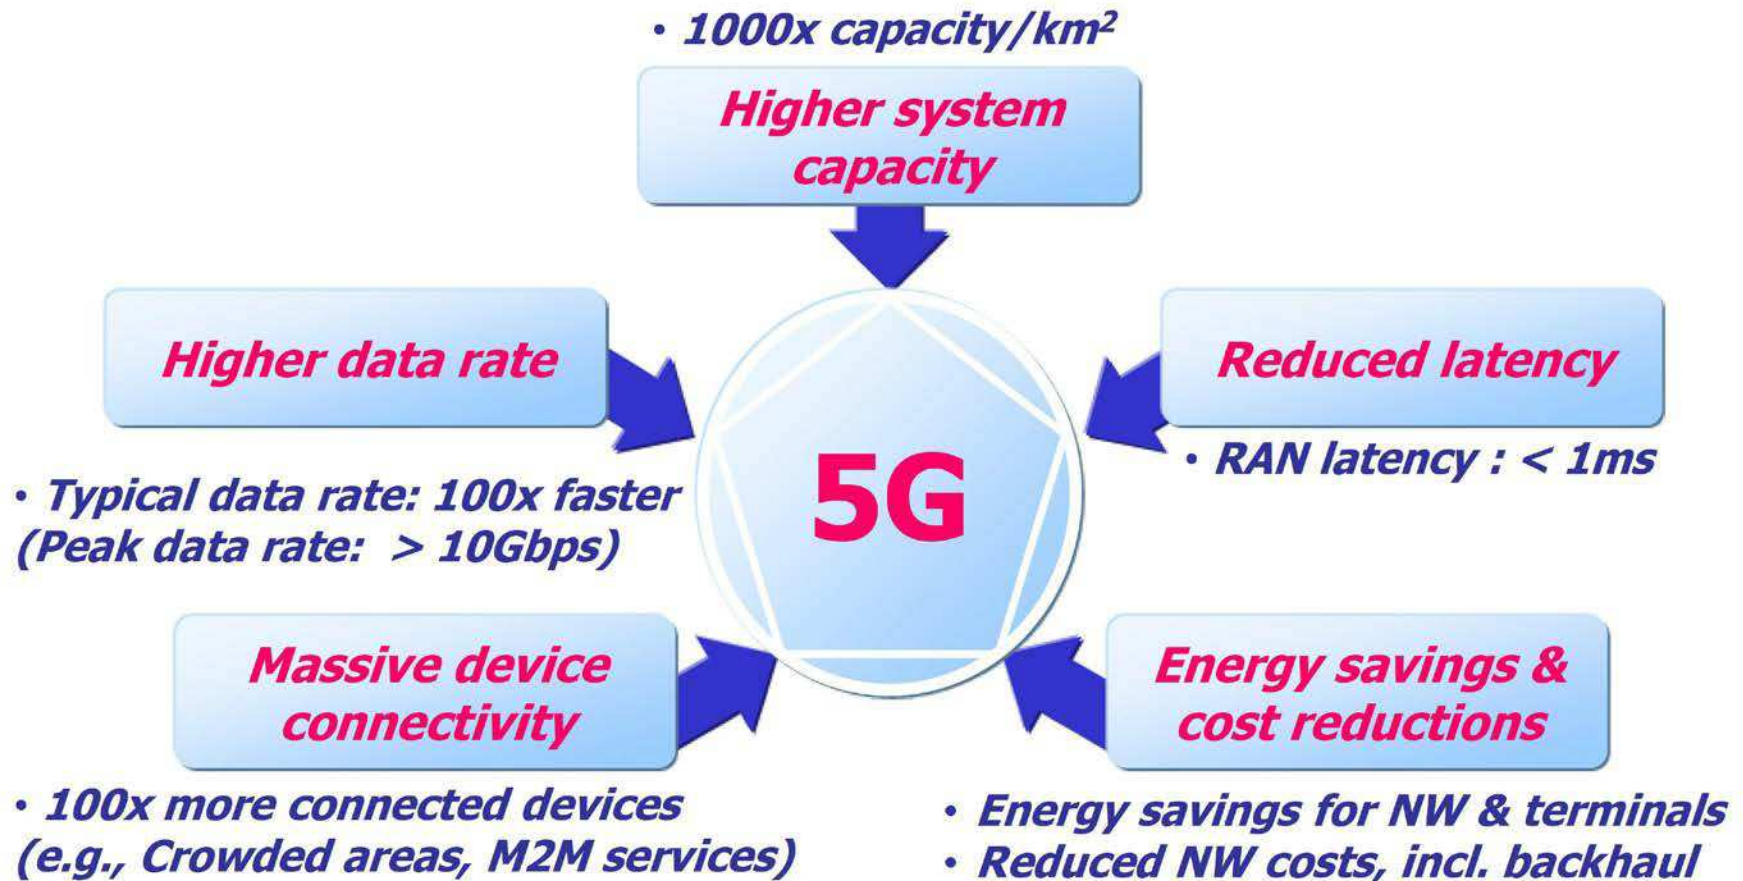 • 1000x capacity/km²
Higher system
capacity
Higher data rate
Reduced latency
5G
• RAN latency : < 1ms
• Typical data rate: 100x faster
(Peak data rate:  > 10Gbps)
Massive device
connectivity
Energy savings &
cost reductions
• 100x more connected devices
(e.g., Crowded areas, M2M services)
• Energy savings for NW & terminals
• Reduced NW costs, incl. backhaul